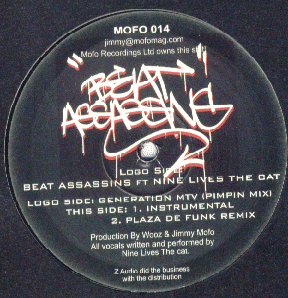 MOFO 014
jimmy@mofomag.com
Mofo Recordings Ltd owns this
"BEAT
ASSASSINS"
LOGO SIDE:
BEAT ASSASSINS FT NINE LIVES THE CAT
LOGO SIDE: GENERATION MTV (PIMPIN MIX)
THIS SIDE: 1. INSTRUMENTAL
2. PLAZA DE FUNK REMIX
Production By Wooz & Jimmy Mofo
All vocals written and performed by
Nine Lives The cat.
Z Audio did the business
with the distribution